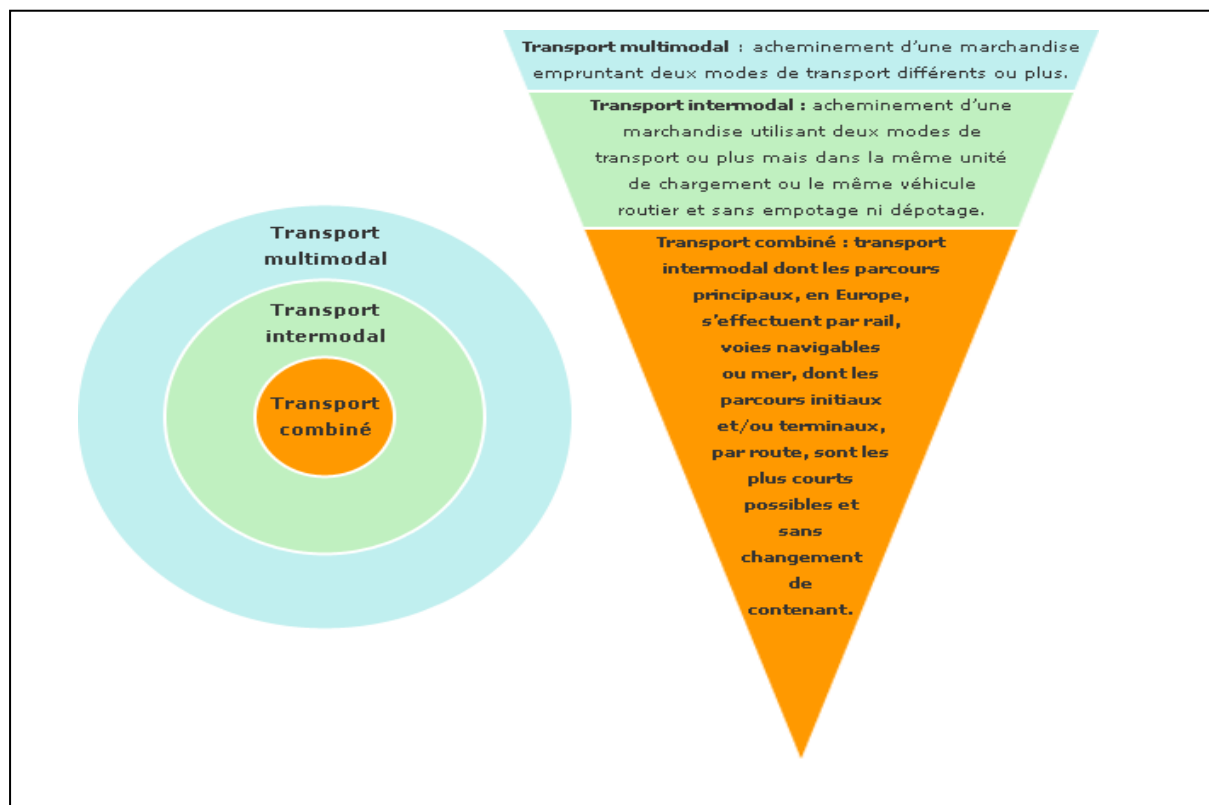 Transport
multimodal
Transport
intermodal
Transport
combiné
Transport multimodal : acheminement d’une marchandise
empruntant deux modes de transport différents ou plus.
Transport intermodal : acheminement d’une
marchandise utilisant deux modes de
transport ou plus mais dans la même unité
de chargement ou le même véhicule
routier et sans empotage ni dépotage.
Transport combiné : transport
intermodal dont les parcours
principaux, en Europe,
s’effectuent par rail,
voies navigables
ou mer, dont les
parcours initiaux
et/ou terminaux,
par route, sont les
plus courts
possibles et
sans
changement
de
contenant.